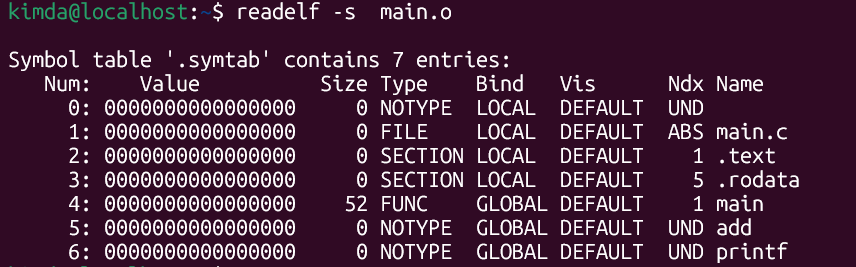 kimda@localhost:~$ readelf -s  main.o
Symbol table '.symtab' contains 7 entries:
   Num:    Value          Size Type    Bind   Vis      Ndx Name
     0: 0000000000000000     0 NOTYPE  LOCAL  DEFAULT  UND
     1: 0000000000000000     0 FILE    LOCAL  DEFAULT  ABS main.c
     2: 0000000000000000     0 SECTION LOCAL  DEFAULT    1 .text
     3: 0000000000000000     0 SECTION LOCAL  DEFAULT    5 .rodata
     4: 0000000000000000    52 FUNC    GLOBAL DEFAULT    1 main
     5: 0000000000000000     0 NOTYPE  GLOBAL DEFAULT  UND add
     6: 0000000000000000     0 NOTYPE  GLOBAL DEFAULT  UND printf